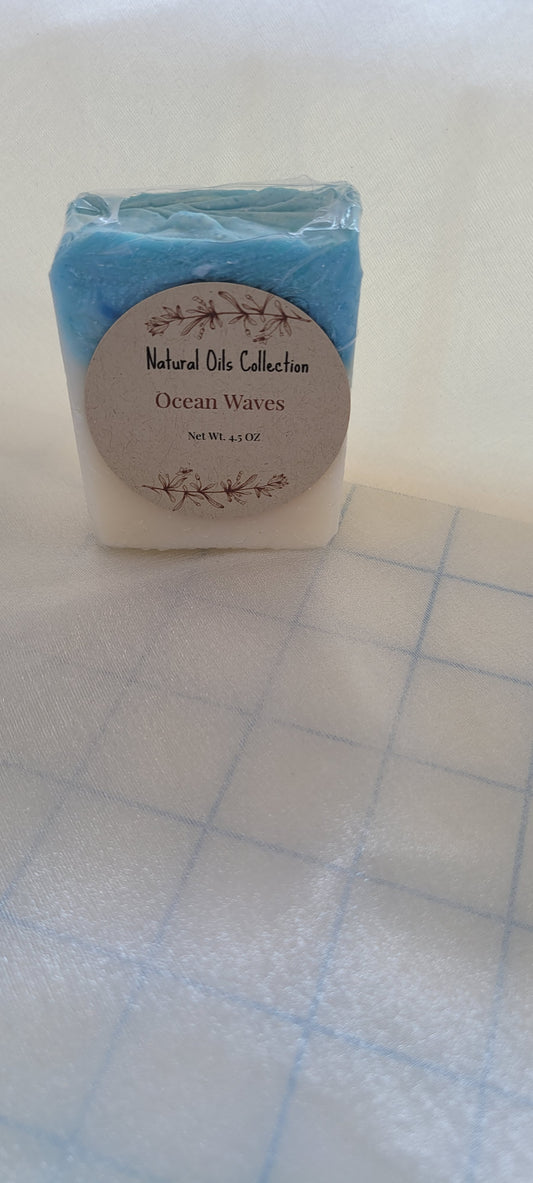 Natural Oils Collection
Ocean Waves
Net Wt. 4.5 OZ